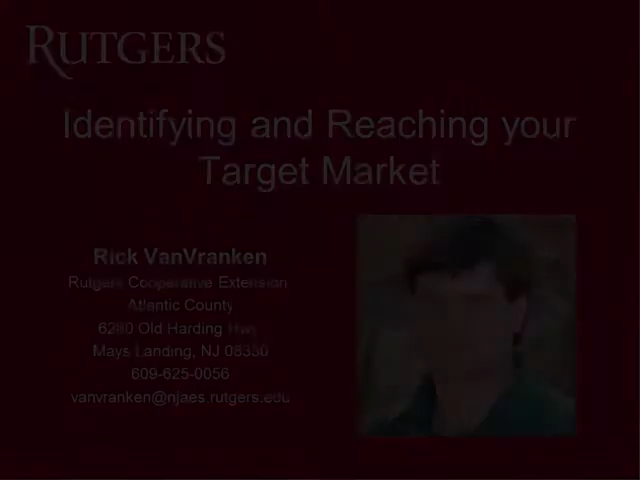 RUTGERS
Identifying and Reaching your
Target Market
Rick VanVranken
Rutgers Cooperative Extension
Atlantic County
6260 Old Harding Hwy
Mays Landing, NJ 08330
609-625-0056
vanvranken@njaes.rutgers.edu